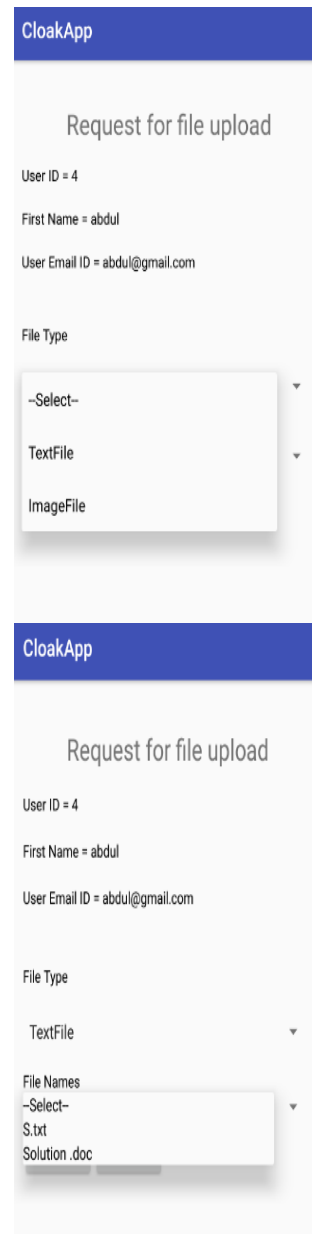 CloakApp
Request for file upload
User ID = 4
First Name = abdul
User Email ID = abdul@gmail.com
File Type
--Select--
TextFile
ImageFile
CloakApp
Request for file upload
User ID = 4
First Name = abdul
User Email ID = abdul@gmail.com
File Type
TextFile
File Names
--Select--
S.txt
Solution .doc